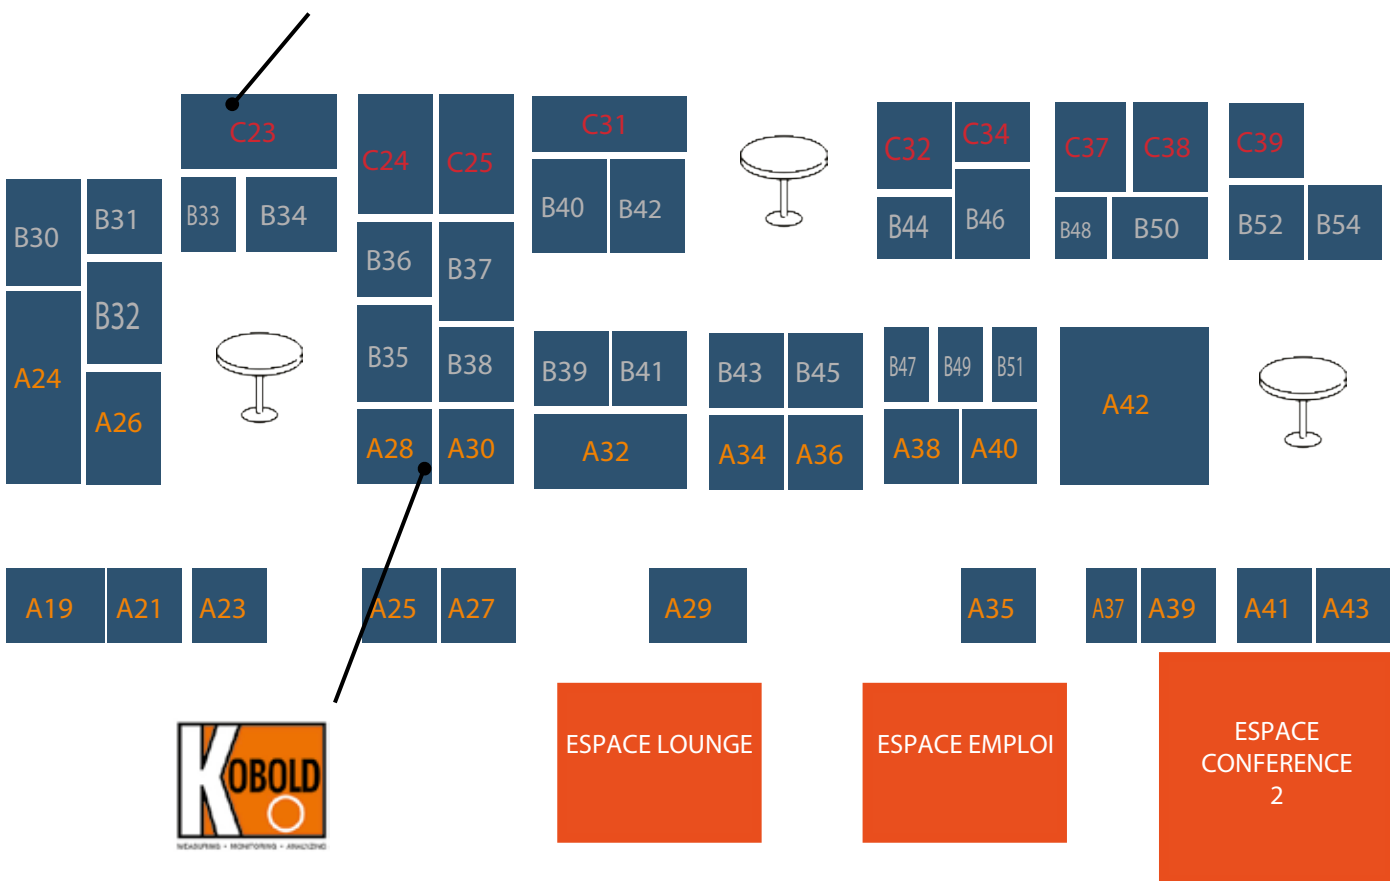 C23
C24
C25
C31
C32
C34
C37
C38
C39
B30
B31
B33
B34
B40
B42
B44
B46
B48
B50
B52
B54
B36
B37
B32
B35
B38
B39
B41
B43
B45
B47
B49
B51
A24
A26
A28
A30
A32
A34
A36
A38
A40
A42
A19
A21
A23
A25
A27
A29
A35
A37
A39
A41
A43
KOBOLD
MEASURING • MONITORING • ANALYZING
ESPACE LOUNGE
ESPACE EMPLOI
ESPACE
CONFERENCE
2